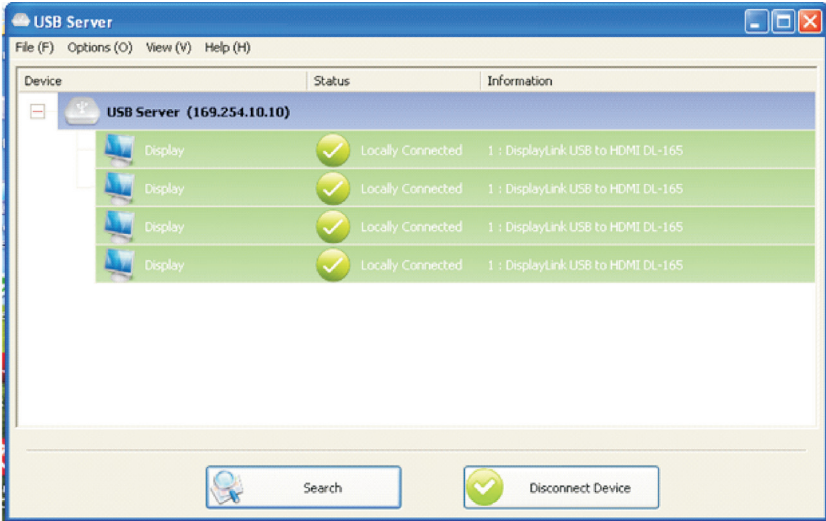 USB Server
File (F) Options (O) View (V) Help (H)
Device Status Information
USB Server (169.254.10.10)
Display Locally Connected 1 : DisplayLink USB to HDMI DL-165
Display Locally Connected 1 : DisplayLink USB to HDMI DL-165
Display Locally Connected 1 : DisplayLink USB to HDMI DL-165
Display Locally Connected 1 : DisplayLink USB to HDMI DL-165
Search Disconnect Device